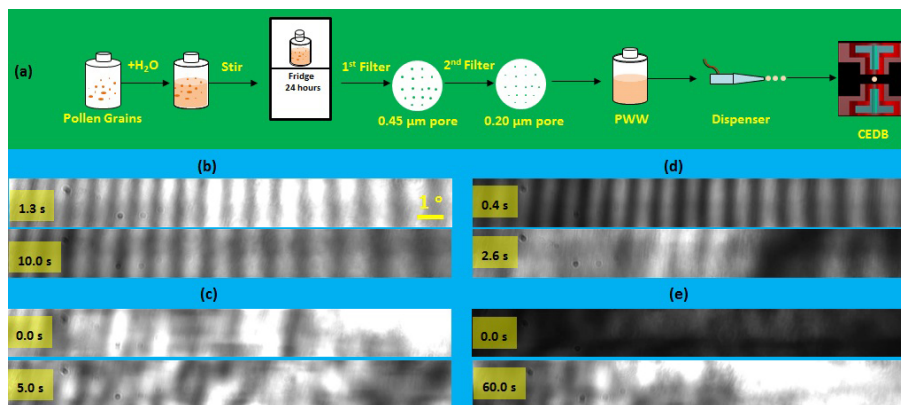 (a)
+H₂O
Stir
Fridge
24 hours
1ˢᵗ Filter
2ⁿᵈ Filter
Pollen Grains
0.45 µm pore
0.20 µm pore
PWW
Dispenser
CEDB
(b)
1.3 s
1 °
10.0 s
(d)
0.4 s
2.6 s
(c)
0.0 s
5.0 s
(e)
0.0 s
60.0 s